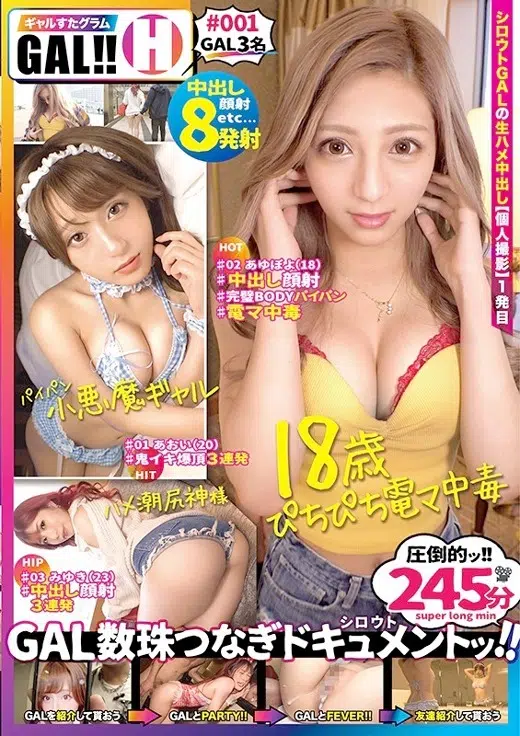 ギャルすたグラム
GAL!! H
#001
GAL3名
中出し
顔射
etc...
8発射
シロウトGALの生ハメ中出し【個人撮影】1発目
HOT
#02 あゆぽよ(18)
#中出し顔射
#完璧BODYパイパン
#電マ中毒
パイパン
小悪魔ギャル
#01 あおい(20)
#鬼イキ爆頂3連発
HIT
18歳
ぴちぴち電マ中毒
ハメ潮尻神様
HIP
#03 みゆき(23)
#中出し顔射
3連発
圧倒的ッ!!
245分
super long min
GAL数珠つなぎドキュメントッ!!
シロウト
GALを紹介して貰おう
GALとPARTY!!
GALとFEVER!!
友達紹介して貰おう